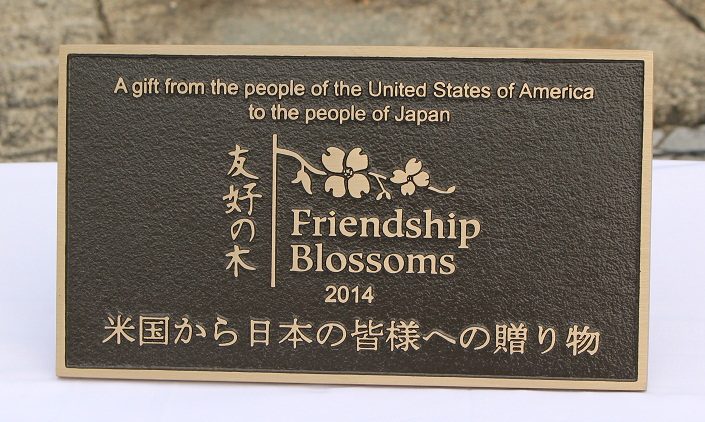 A gift from the people of the United States of America
to the people of Japan
友好の木
Friendship
Blossoms
2014
米国から日本の皆様への贈り物